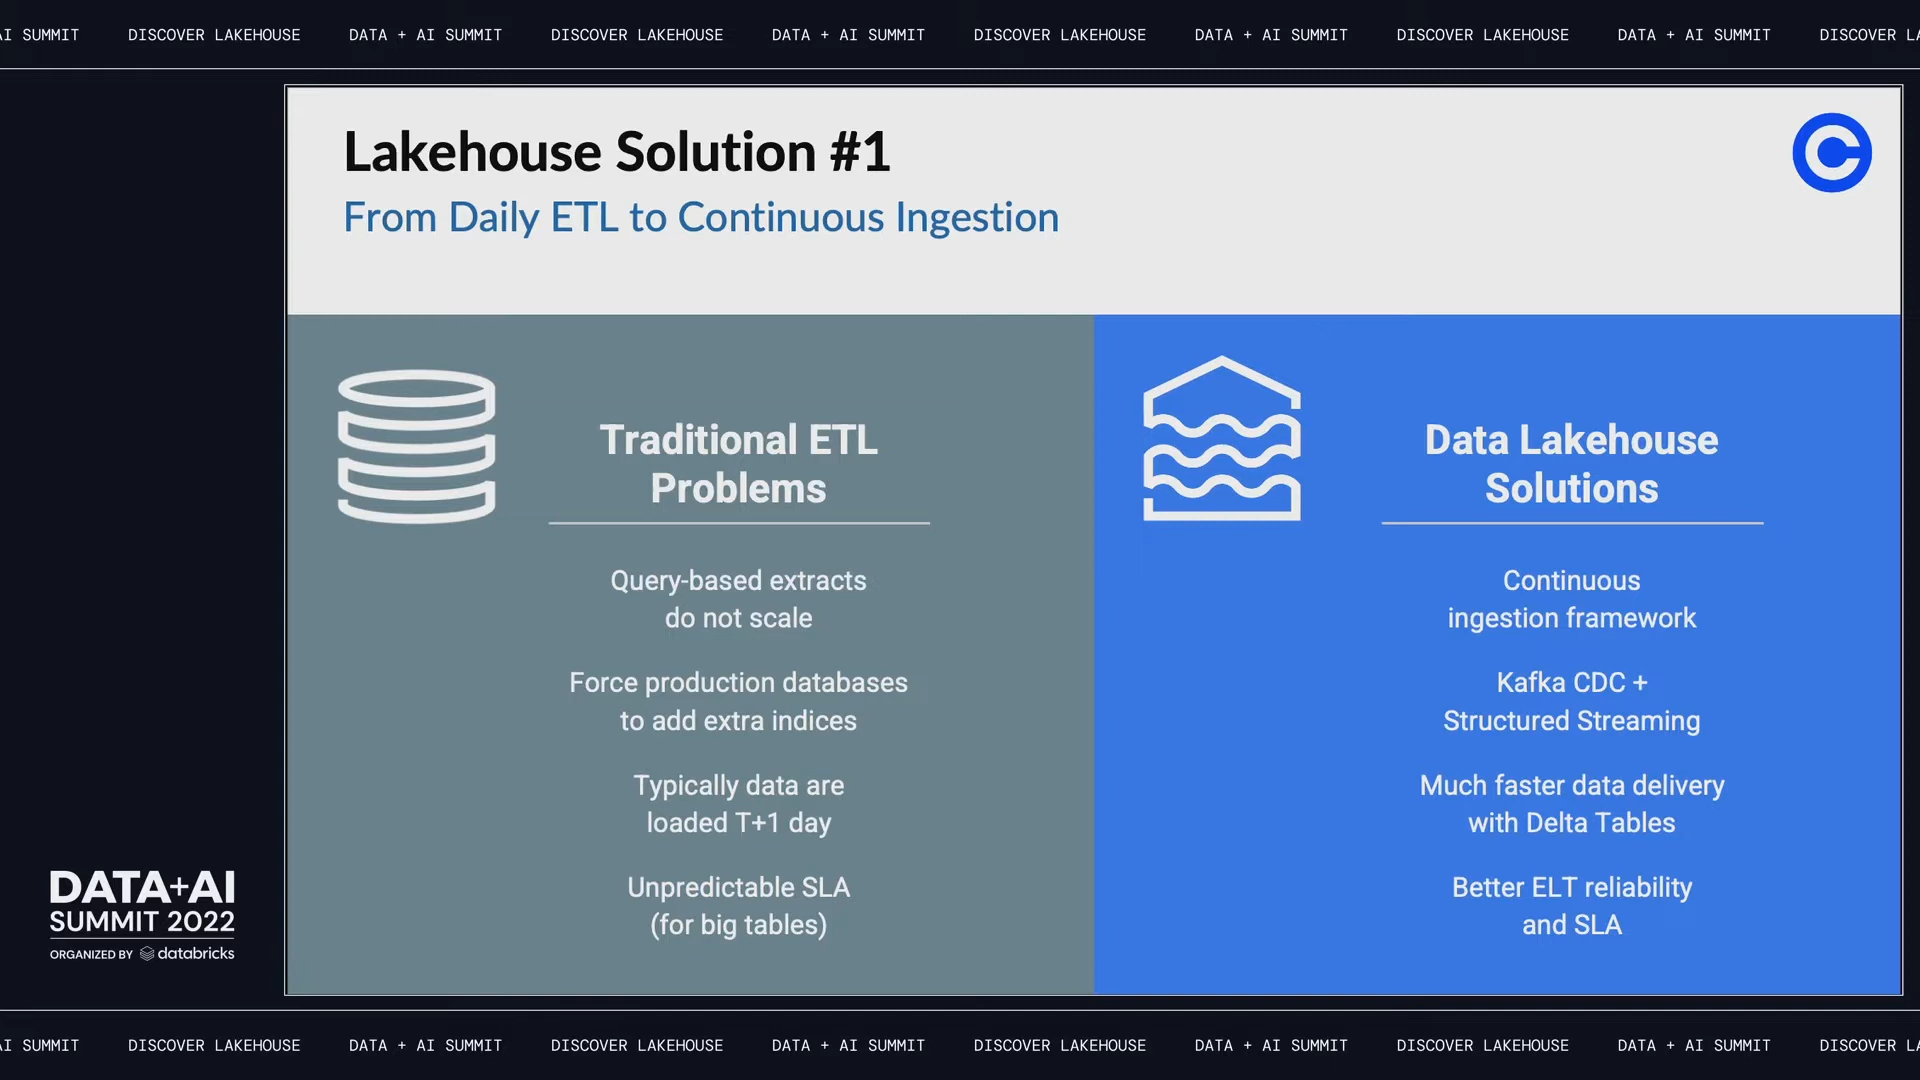 AI SUMMIT DISCOVER LAKEHOUSE DATA + AI SUMMIT DISCOVER LAKEHOUSE DATA + AI SUMMIT DISCOVER LAKEHOUSE DATA + AI SUMMIT DISCOVER LAKEHOUSE DATA + AI SUMMIT DISCOVER LA
Lakehouse Solution #1
From Daily ETL to Continuous Ingestion
Traditional ETL
Problems
Query-based extracts
do not scale
Force production databases
to add extra indices
Typically data are
loaded T+1 day
Unpredictable SLA
(for big tables)
Data Lakehouse
Solutions
Continuous
ingestion framework
Kafka CDC +
Structured Streaming
Much faster data delivery
with Delta Tables
Better ELT reliability
and SLA
DATA+AI
SUMMIT 2022
ORGANIZED BY databricks
AI SUMMIT DISCOVER LAKEHOUSE DATA + AI SUMMIT DISCOVER LAKEHOUSE DATA + AI SUMMIT DISCOVER LAKEHOUSE DATA + AI SUMMIT DISCOVER LAKEHOUSE DATA + AI SUMMIT DISCOVER LA